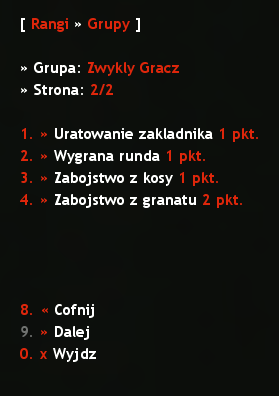 [ Rangi » Grupy ]
» Grupa: Zwykly Gracz
» Strona: 2/2
1. » Uratowanie zakladnika 1 pkt.
2. » Wygrana runda 1 pkt.
3. » Zabojstwo z kosy 1 pkt.
4. » Zabojstwo z granatu 2 pkt.
8. « Cofnij
9. » Dalej
0. x Wyjdz